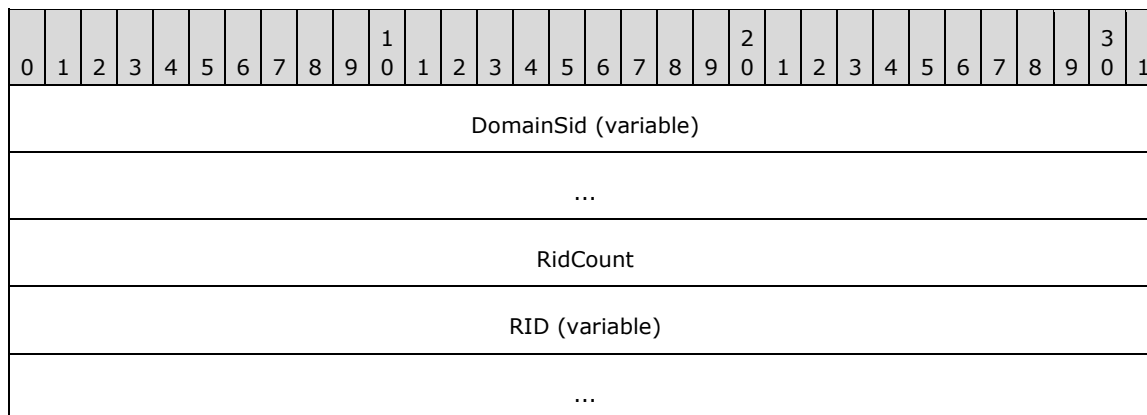 1 2 3
0 1 2 3 4 5 6 7 8 9 0 1 2 3 4 5 6 7 8 9 0 1 2 3 4 5 6 7 8 9 0 1
DomainSid (variable)
...
RidCount
RID (variable)
...